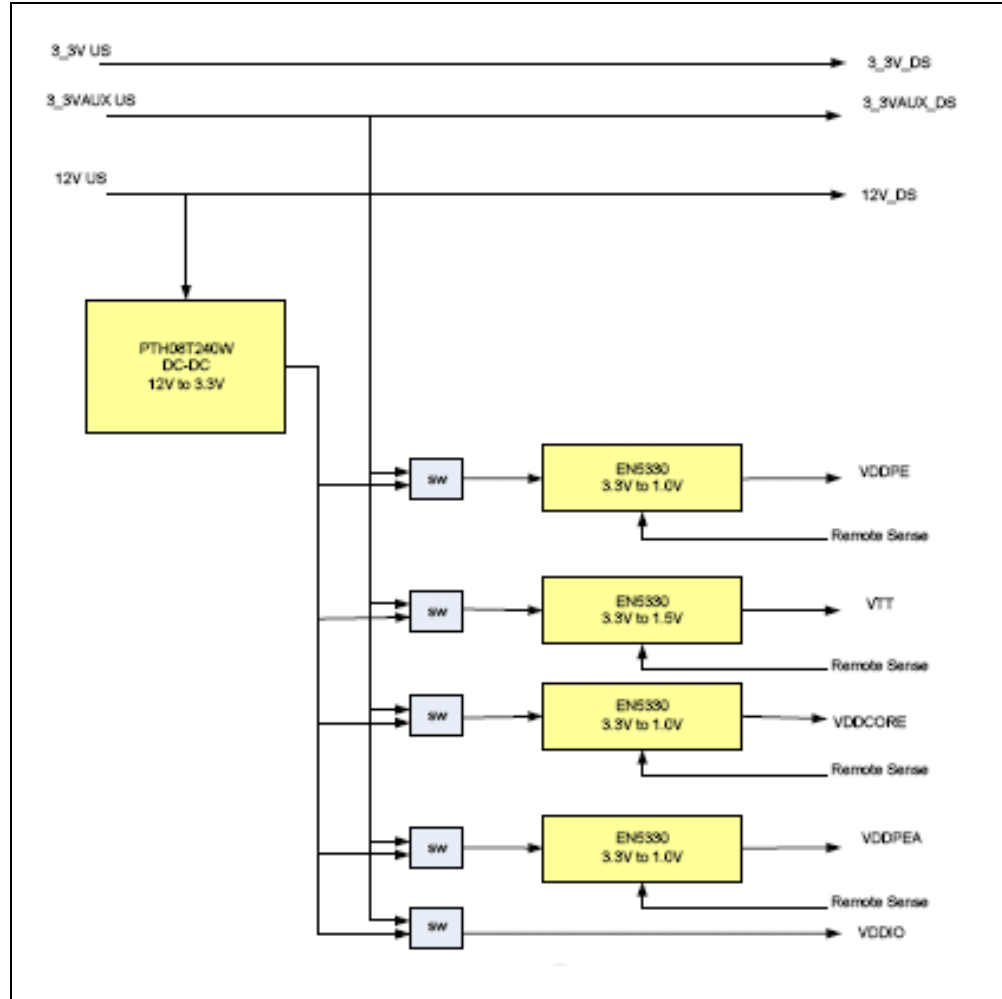 3_3V US
3_3V_DS
3_3VAUX US
3_3VAUX_DS
12V US
12V_DS
PTH08T240W
DC-DC
12V to 3.3V
sw
EN5330
3.3V to 1.0V
VDDPE
Remote Sense
sw
EN5330
3.3V to 1.5V
VTT
Remote Sense
sw
EN5330
3.3V to 1.0V
VDDCORE
Remote Sense
sw
EN5330
3.3V to 1.0V
VDDPEA
Remote Sense
sw
VDDIO